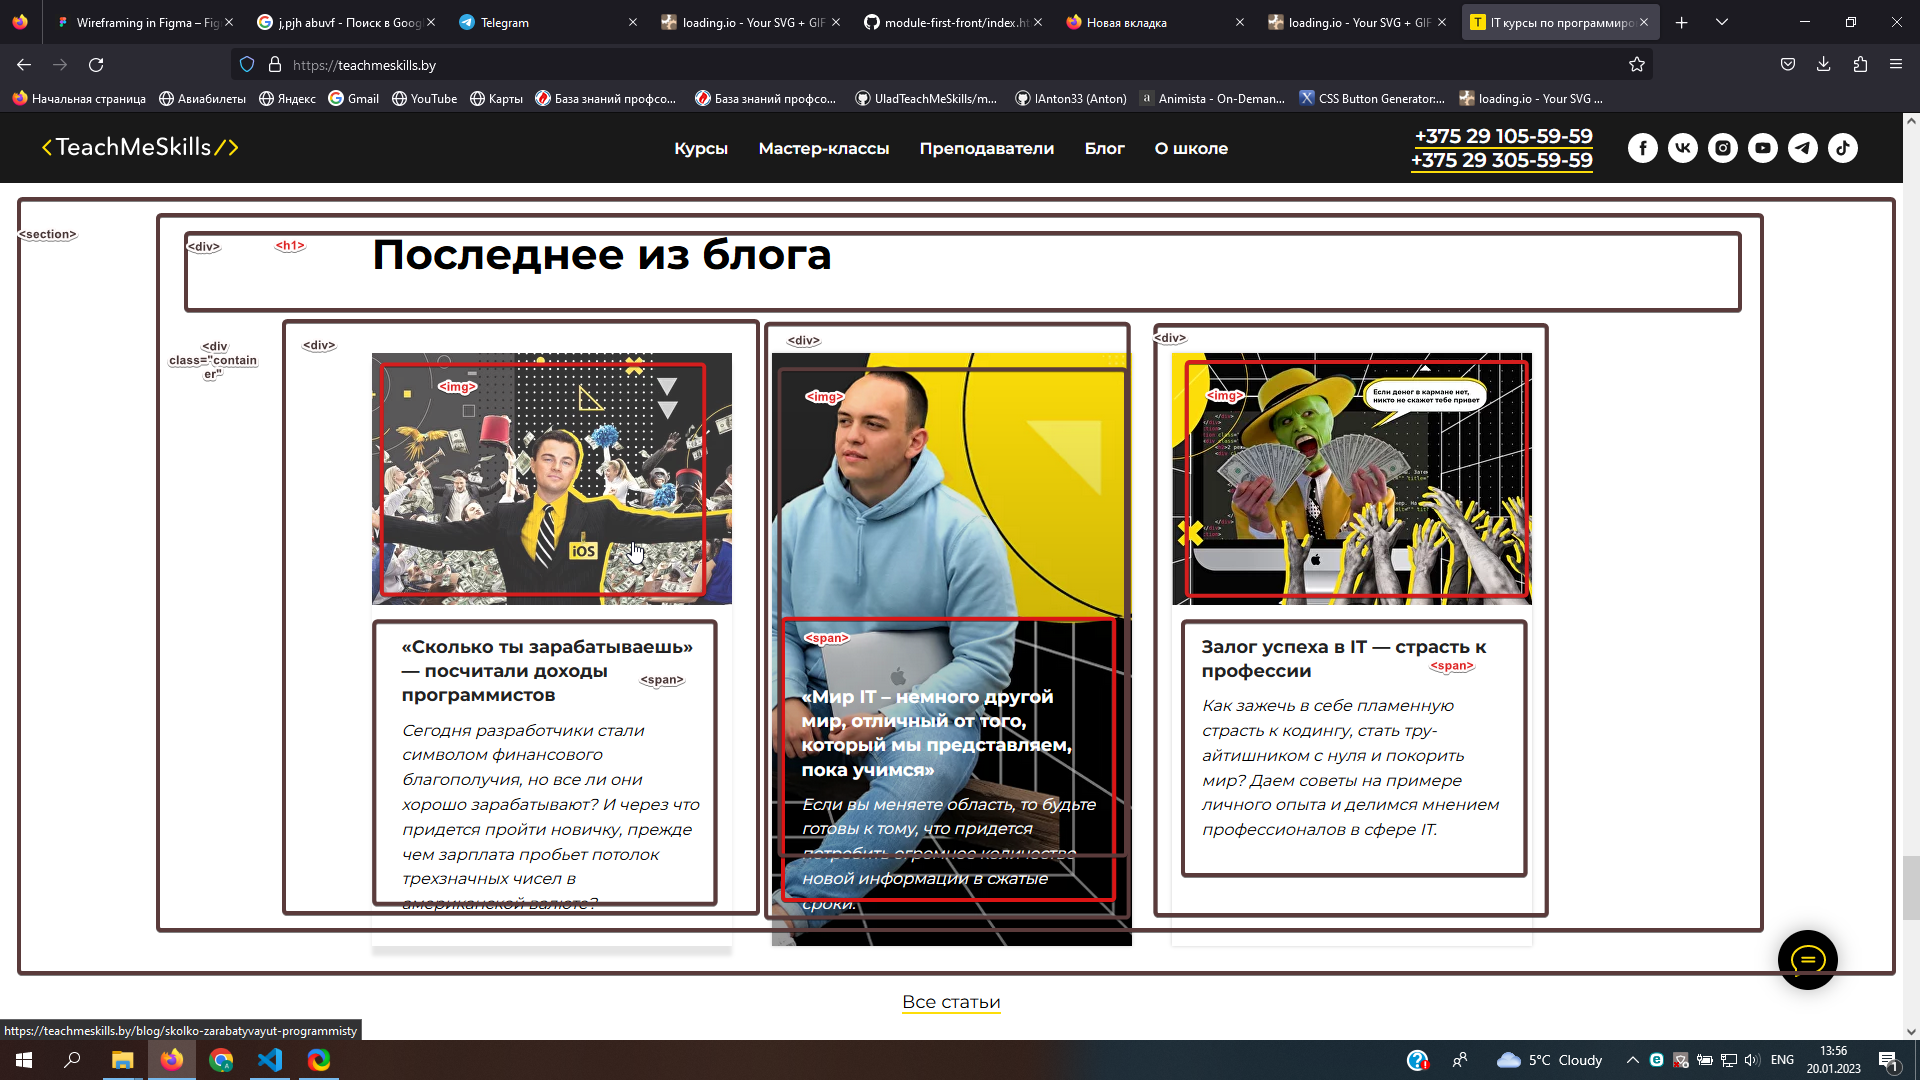 Wireframing in Figma – Fig
j,pjh abuvf - Поиск в Goog
Telegram
loading.io - Your SVG + GIF
module-first-front/index.ht
Новая вкладка
loading.io - Your SVG + GIF
IT курсы по программиро
https://teachmeskills.by
Начальная страница
Авиабилеты
Яндекс
Gmail
YouTube
Карты
База знаний профсо...
База знаний профсо...
UladTeachMeSkills/m...
IAnton33 (Anton)
Animista - On-Deman...
CSS Button Generator:...
loading.io - Your SVG ...
<TeachMeSkills/>
Курсы
Мастер-классы
Преподаватели
Блог
О школе
+375 29 105-59-59
+375 29 305-59-59
<section>
<div>
<h1>
Последнее из блога
<div class="contain
er"
<div>
<div>
<div>
<img>
<img>
<img>
Если денег в кармане нет,
никто не скажет тебе привет
iOS
«Сколько ты зарабатываешь»
— посчитали доходы
программистов
<span>
Сегодня разработчики стали
символом финансового
благополучия, но все ли они
хорошо зарабатывают? И через что
придется пройти новичку, прежде
чем зарплата пробьет потолок
трехзначных чисел в
американской валюте?
<span>
«Мир IT – немного другой
мир, отличный от того,
который мы представляем,
пока учимся»
Если вы меняете область, то будьте
готовы к тому, что придется
потребить огромное количество
новой информации в сжатые
сроки.
Залог успеха в IT — страсть к
профессии
<span>
Как зажечь в себе пламенную
страсть к кодингу, стать тру-
айтишником с нуля и покорить
мир? Даем советы на примере
личного опыта и делимся мнением
профессионалов в сфере IT.
Все статьи
https://teachmeskills.by/blog/skolko-zarabatyvayut-programmisty
5°C Cloudy
ENG
13:56
20.01.2023
1